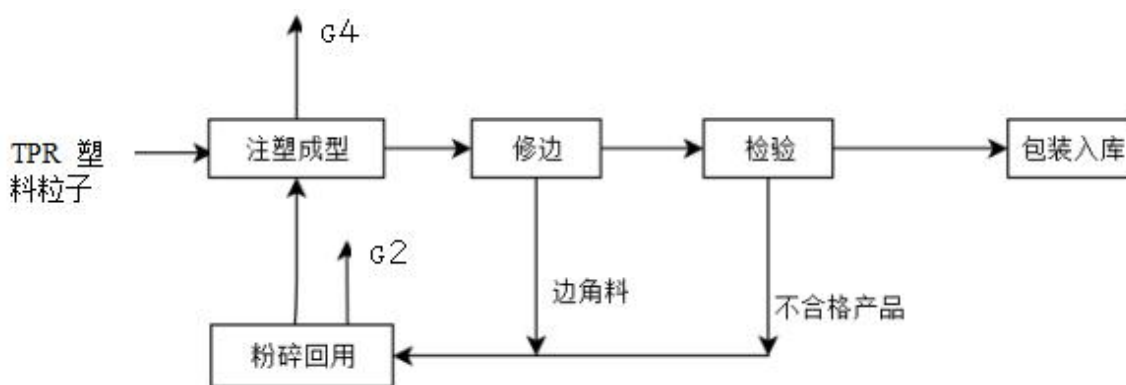 G4
TPR 塑
料粒子
注塑成型
修边
检验
包装入库
G2
边角料
不合格产品
粉碎回用